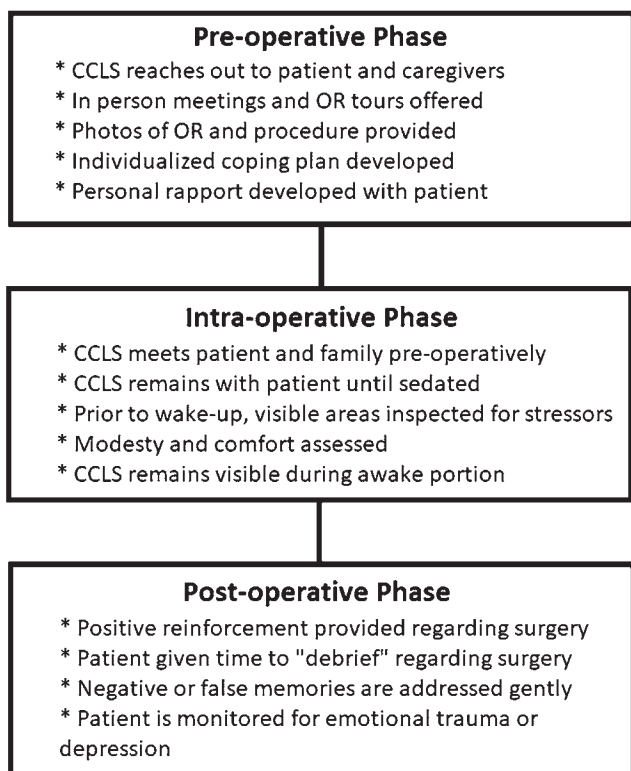 Pre-operative Phase
* CCLS reaches out to patient and caregivers
* In person meetings and OR tours offered
* Photos of OR and procedure provided
* Individualized coping plan developed
* Personal rapport developed with patient
Intra-operative Phase
* CCLS meets patient and family pre-operatively
* CCLS remains with patient until sedated
* Prior to wake-up, visible areas inspected for stressors
* Modesty and comfort assessed
* CCLS remains visible during awake portion
Post-operative Phase
* Positive reinforcement provided regarding surgery
* Patient given time to "debrief" regarding surgery
* Negative or false memories are addressed gently
* Patient is monitored for emotional trauma or
depression